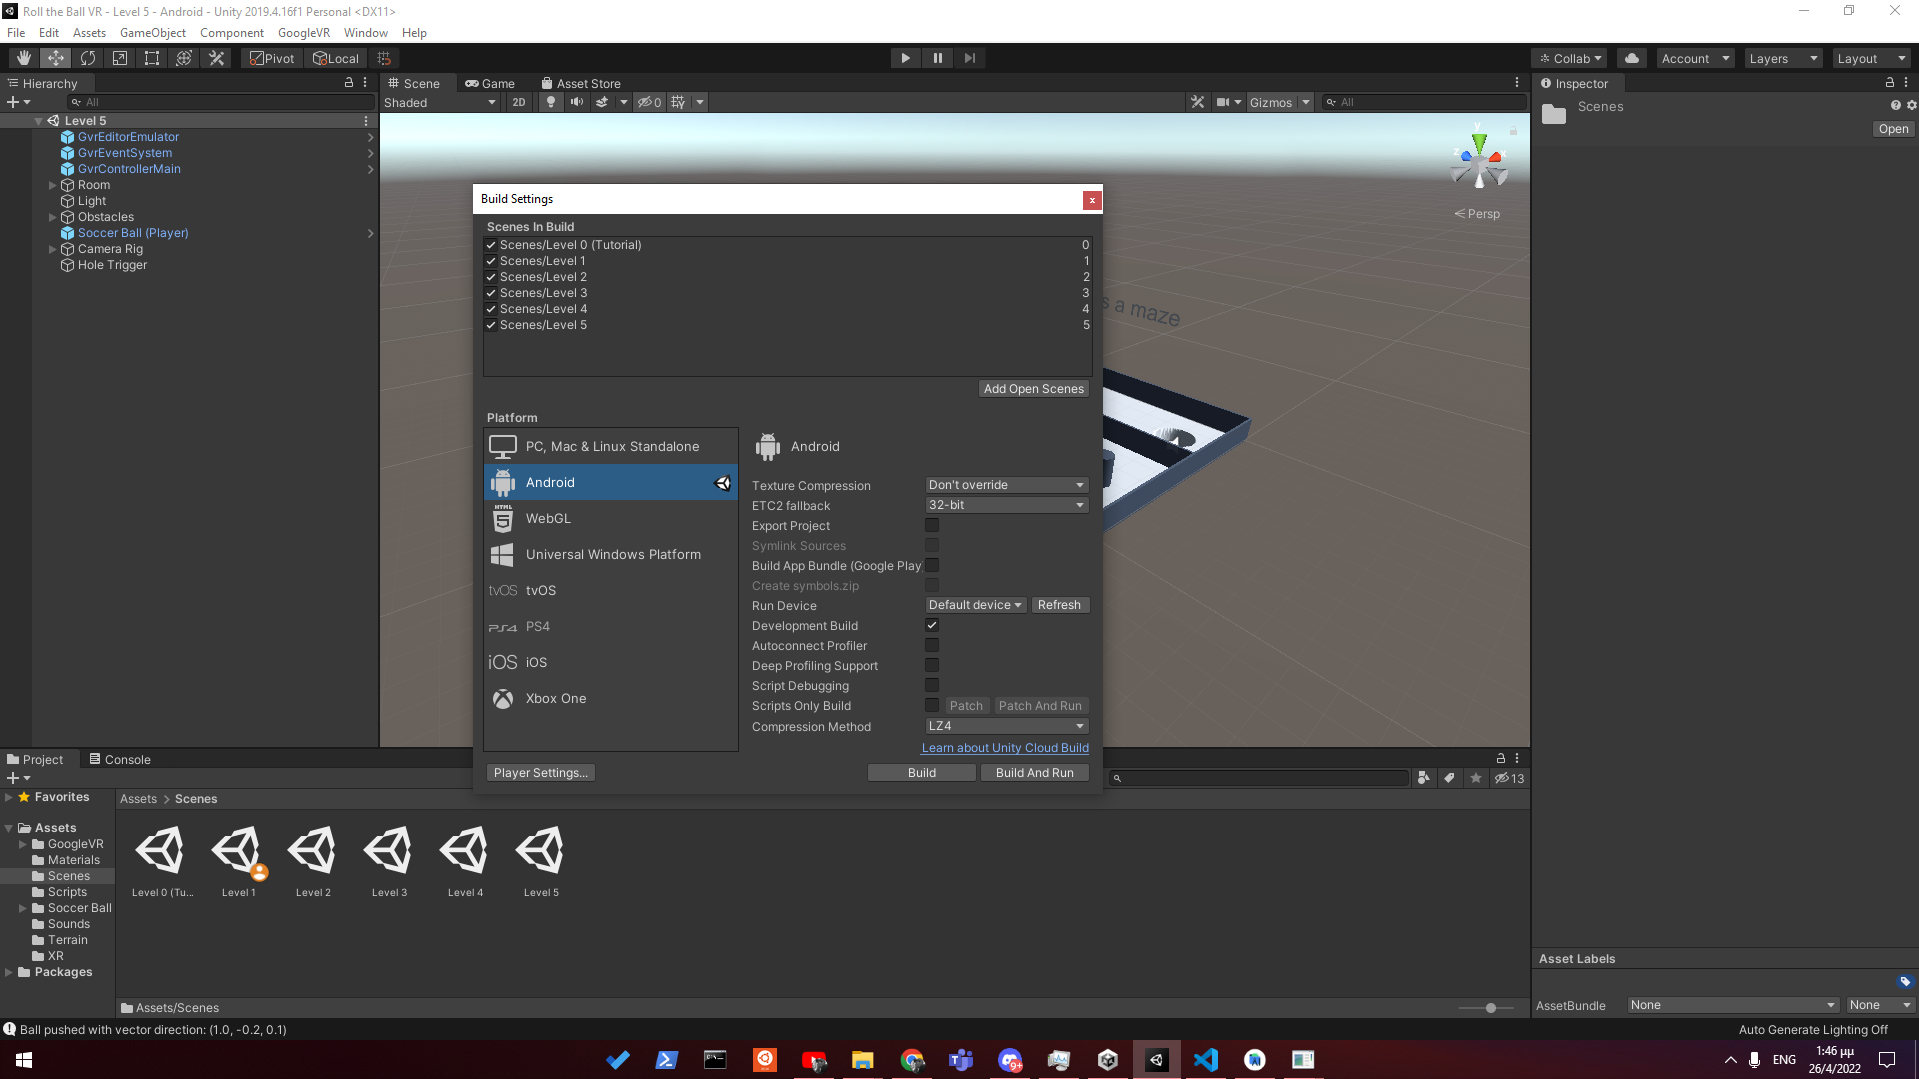 Roll the Ball VR - Level 5 - Android - Unity 2019.4.16f1 Personal <DX11>
File Edit Assets GameObject Component GoogleVR Window Help
Pivot Local Collab Account Layers Layout
Hierarchy Scene Game Asset Store Inspector
All Shaded 2D 0 Gizmos All Scenes
Open
Level 5
GvrEditorEmulator
GvrEventSystem
GvrControllerMain
Room
Light
Obstacles
Soccer Ball (Player)
Camera Rig
Hole Trigger
y
z x
Persp
s a maze
Build Settings
x
Scenes In Build
Scenes/Level 0 (Tutorial) 0
Scenes/Level 1 1
Scenes/Level 2 2
Scenes/Level 3 3
Scenes/Level 4 4
Scenes/Level 5 5
Add Open Scenes
Platform
PC, Mac & Linux Standalone
Android
HTML 5 WebGL
Universal Windows Platform
tvOS tvOS
PS4 PS4
iOS iOS
Xbox One
Android
Texture Compression Don't override
ETC2 fallback 32-bit
Export Project
Symlink Sources
Build App Bundle (Google Play
Create symbols.zip
Run Device Default device Refresh
Development Build
Autoconnect Profiler
Deep Profiling Support
Script Debugging
Scripts Only Build Patch Patch And Run
Compression Method LZ4
Learn about Unity Cloud Build
Player Settings... Build Build And Run
Project Console
13
Favorites
Assets
GoogleVR
Materials
Scenes
Scripts
Soccer Ball
Sounds
Terrain
XR
Packages
Assets > Scenes
Level 0 (Tu... Level 1 Level 2 Level 3 Level 4 Level 5
Assets/Scenes
Asset Labels
AssetBundle None None
Ball pushed with vector direction: (1.0, -0.2, 0.1)
Auto Generate Lighting Off
9+
ENG
1:46 μμ
26/4/2022